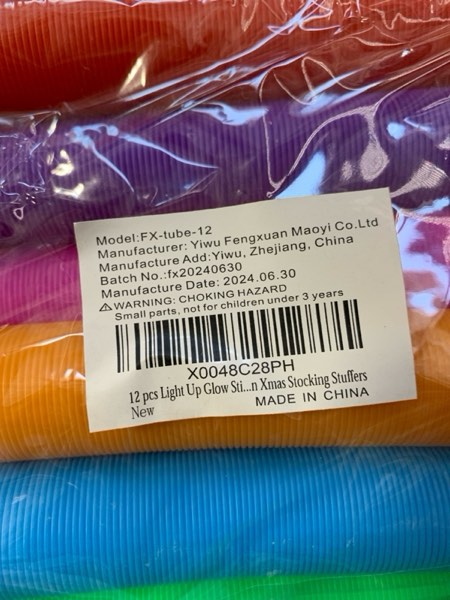 Model:FX-tube-12
Manufacturer: Yiwu Fengxuan Maoyi Co.Ltd
Manufacture Add:Yiwu, Zhejiang, China
Batch No.:fx20240630
Manufacture Date: 2024.06.30
⚠ WARNING: CHOKING HAZARD
Small parts, not for children under 3 years
X0048C28PH
12 pcs Light Up Glow Sti...n Xmas Stocking Stuffers
New
MADE IN CHINA